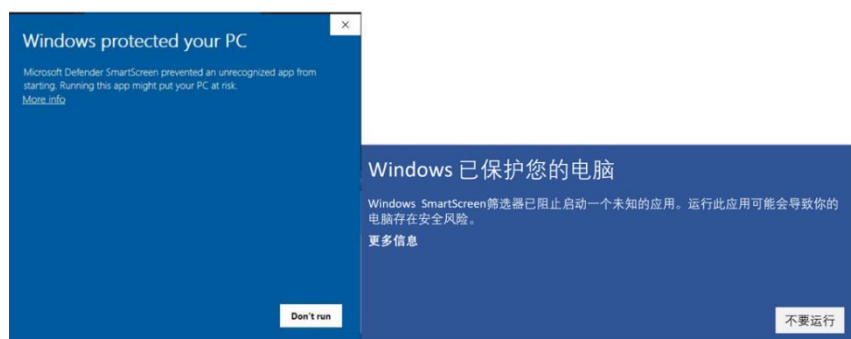 Windows protected your PC
Microsoft Defender SmartScreen prevented an unrecognized app from
starting. Running this app might put your PC at risk.
More info
Don't run
Windows 已保护您的电脑
Windows SmartScreen筛选器已阻止启动一个未知的应用。运行此应用可能会导致你的
电脑存在安全风险。
更多信息
不要运行